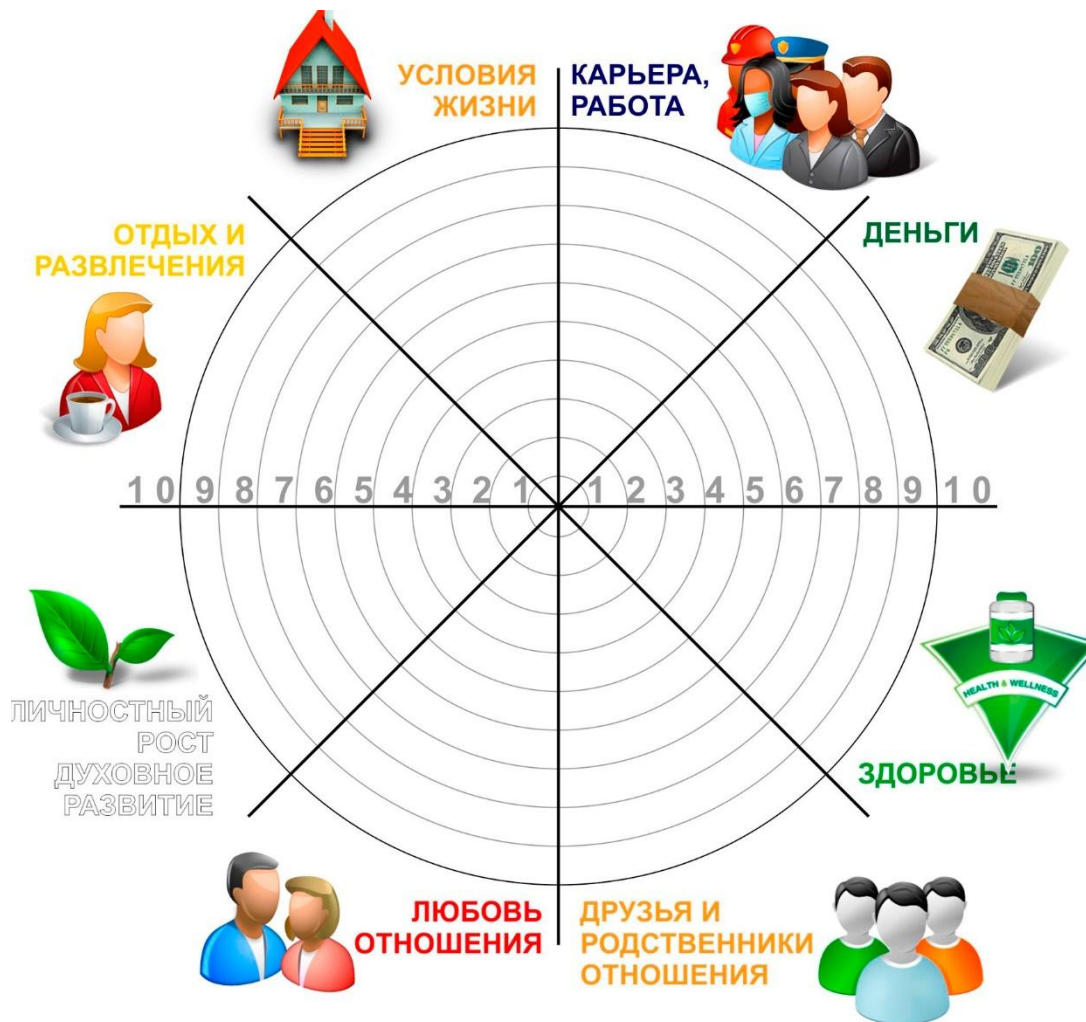 УСЛОВИЯ
ЖИЗНИ
КАРЬЕРА,
РАБОТА
ОТДЫХ И
РАЗВЛЕЧЕНИЯ
ДЕНЬГИ
10 9 8 7 6 5 4 3 2 1 1 2 3 4 5 6 7 8 9 10
ЛИЧНОСТНЫЙ
РОСТ
ДУХОВНОЕ
РАЗВИТИЕ
HEALTH & WELLNESS
ЗДОРОВЬЕ
ЛЮБОВЬ
ОТНОШЕНИЯ
ДРУЗЬЯ И
РОДСТВЕННИКИ
ОТНОШЕНИЯ